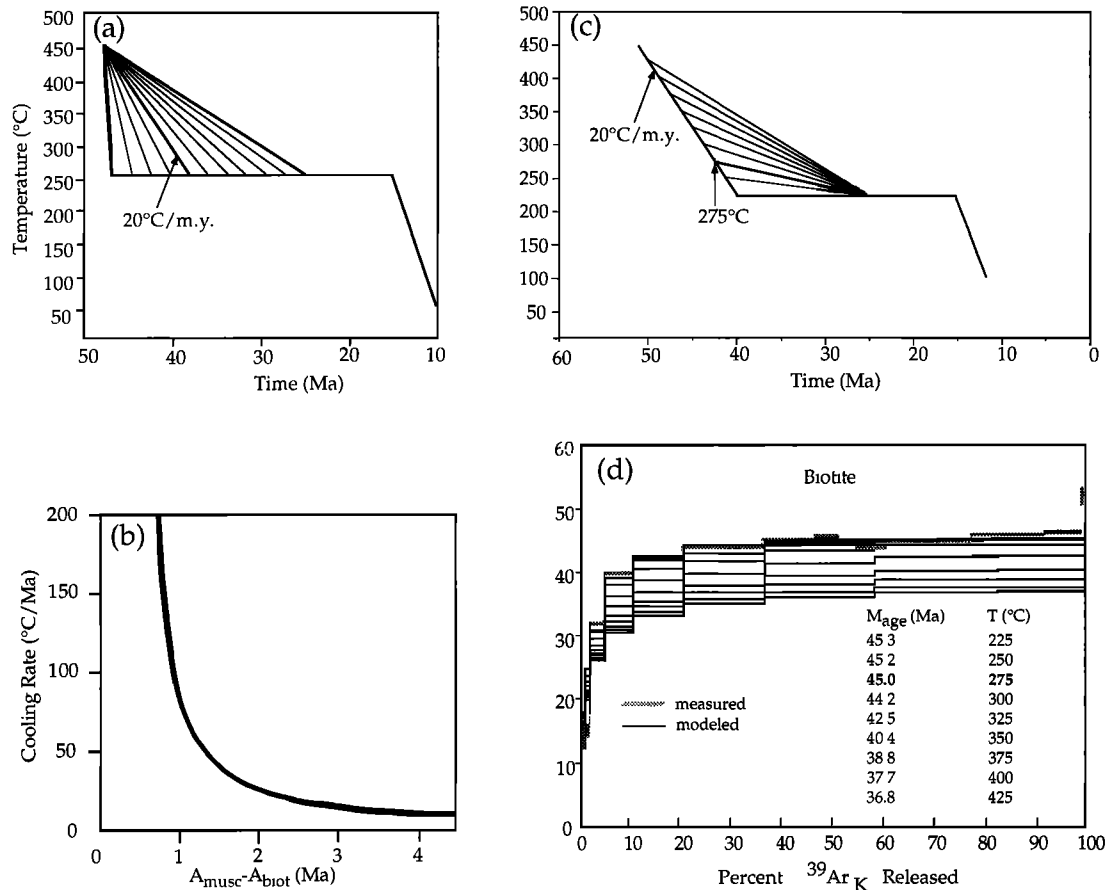 (a)
500
450
400
350
300
250
200
150
100
50
Temperature (°C)
20°C/m.y.
50 40 30 20 10
Time (Ma)
(c)
500
450
400
350
300
250
200
150
100
50
20°C/m.y.
275°C
60 50 40 30 20 10 0
Time (Ma)
(b)
200
150
100
50
0
Cooling Rate (°C/Ma)
0 1 2 3 4
A musc-A biot (Ma)
(d)
60
50
40
30
20
10
0
Biotite
M age (Ma) T (°C)
45 3 225
45 2 250
45.0 275
44 2 300
42 5 325
40 4 350
38 8 375
37 7 400
36.8 425
measured
modeled
0 10 20 30 40 50 60 70 80 90 100
Percent 39Ar K Released